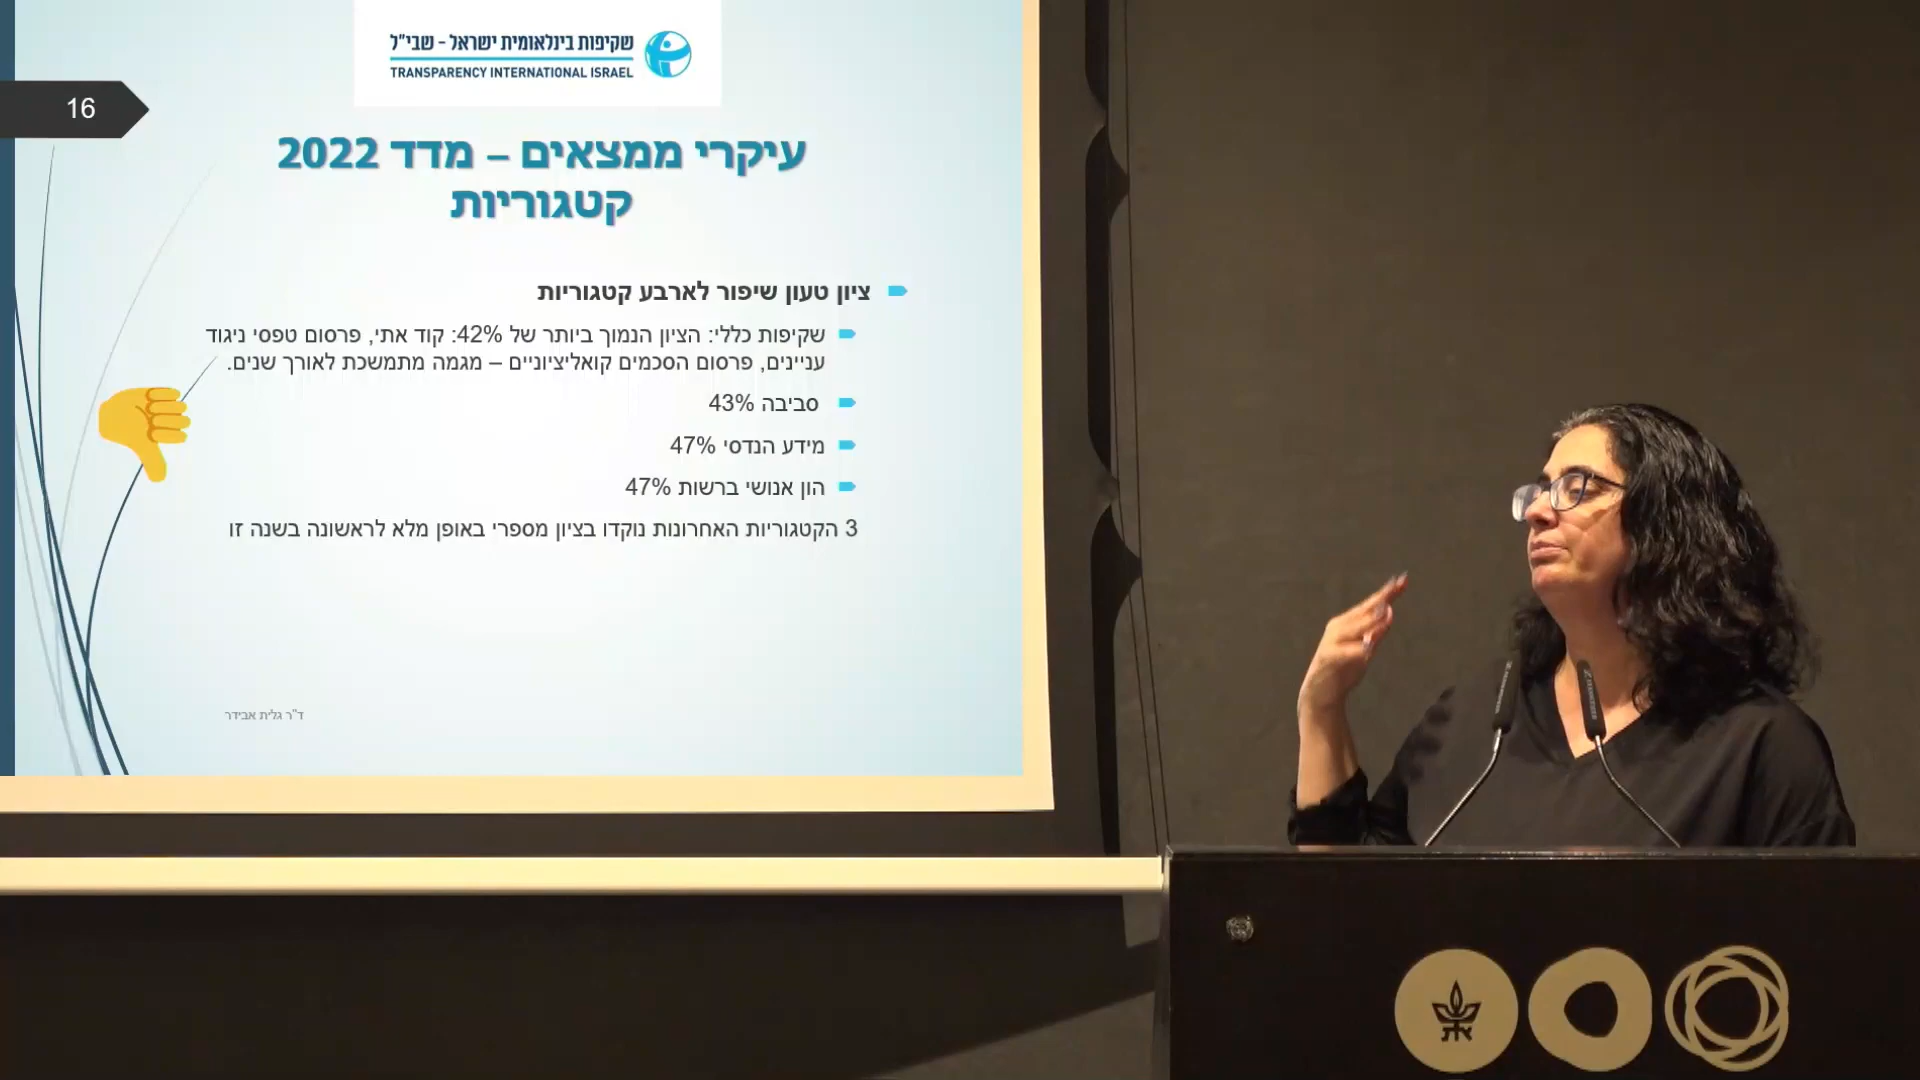 שקיפות בינלאומית ישראל - שבי"ל
TRANSPARENCY INTERNATIONAL ISRAEL
16
עיקרי ממצאים – מדד 2022
קטגוריות
ציון טעון שיפור לארבע קטגוריות
שקיפות כללי: הציון הנמוך ביותר של 42%: קוד אתי, פרסום טפסי ניגוד
עניינים, פרסום הסכמים קואליציוניים – מגמה מתמשכת לאורך שנים.
סביבה 43%
מידע הנדסי 47%
הון אנושי ברשות 47%
3 הקטגוריות האחרונות נוקדו בציון מספרי באופן מלא לראשונה בשנה זו
ד"ר גלית אבידר